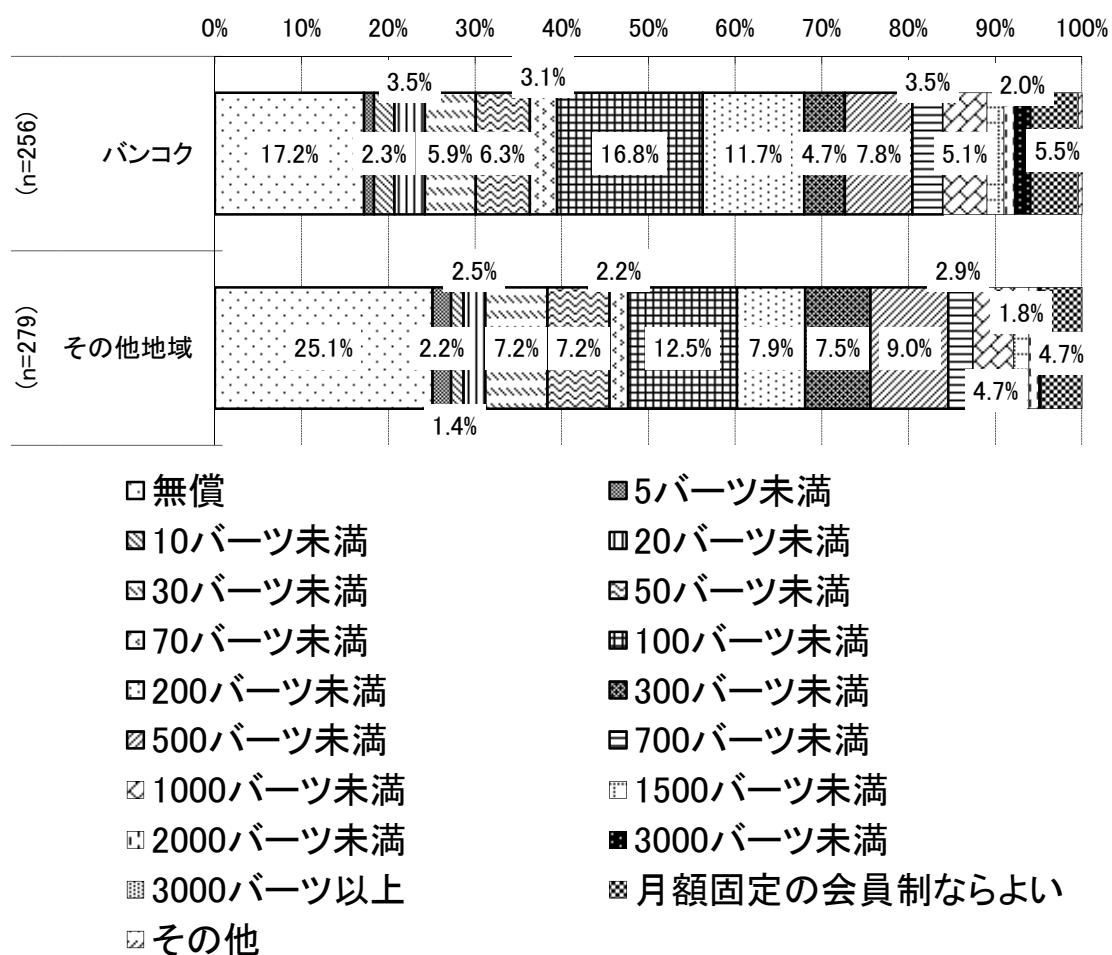 0% 10% 20% 30% 40% 50% 60% 70% 80% 90% 100%
3.5% 3.1% 3.5% 2.0%
(n=256) バンコク 17.2% 2.3% 5.9% 6.3% 16.8% 11.7% 4.7% 7.8% 5.1% 5.5%
2.5% 2.2% 2.9%
1.8%
(n=279) その他地域 25.1% 2.2% 7.2% 7.2% 12.5% 7.9% 7.5% 9.0% 4.7%
4.7%
1.4%
無償 5バーツ未満
10バーツ未満 20バーツ未満
30バーツ未満 50バーツ未満
70バーツ未満 100バーツ未満
200バーツ未満 300バーツ未満
500バーツ未満 700バーツ未満
1000バーツ未満 1500バーツ未満
2000バーツ未満 3000バーツ未満
3000バーツ以上 月額固定の会員制ならよい
その他